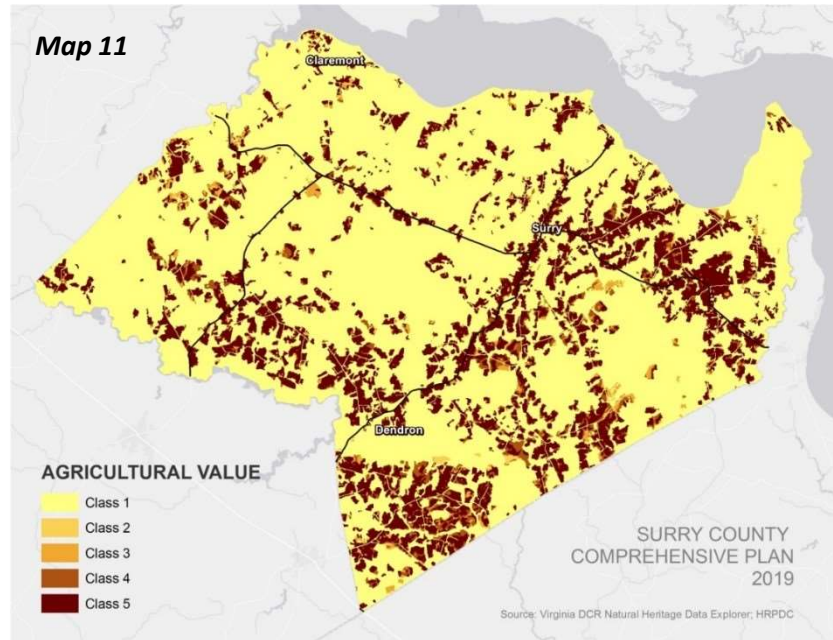 Map 11
Claremont
Surry
Dendron
AGRICULTURAL VALUE
Class 1
Class 2
Class 3
Class 4
Class 5
SURRY COUNTY
COMPREHENSIVE PLAN
2019
Source: Virginia DCR Natural Heritage Data Explorer; HRPDC